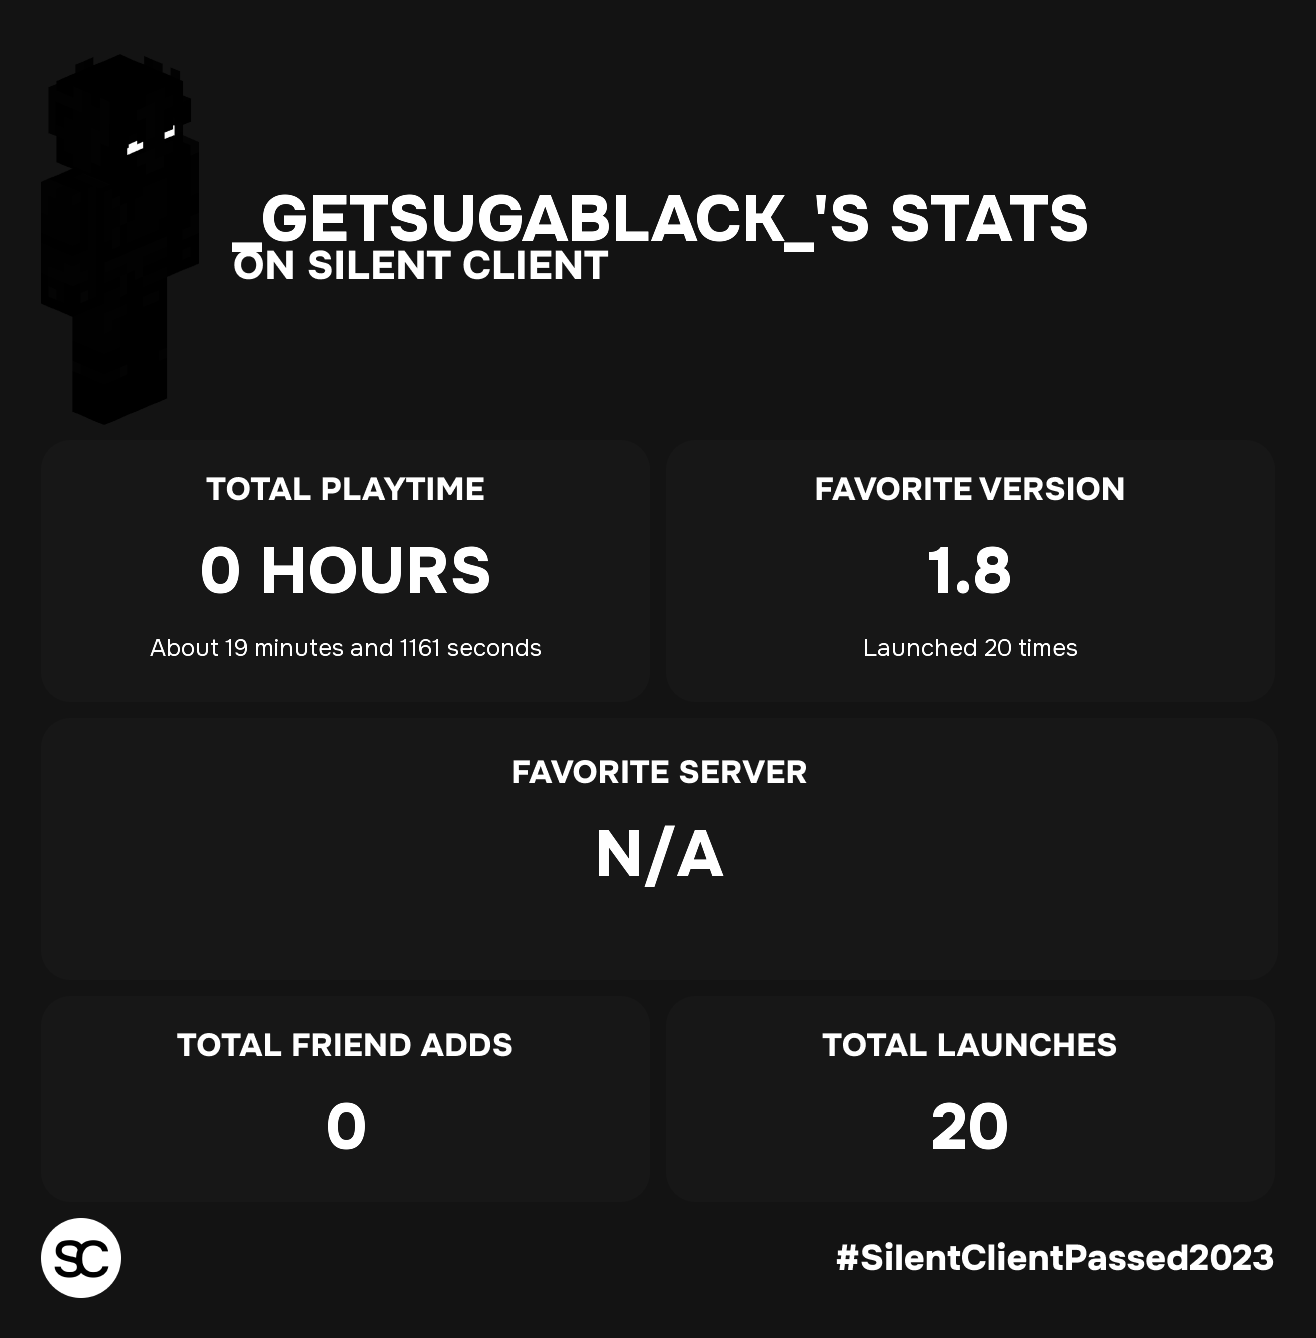 _GETSUGABLACK_'S STATS
ON SILENT CLIENT
TOTAL PLAYTIME
0 HOURS
About 19 minutes and 1161 seconds
FAVORITE VERSION
1.8
Launched 20 times
FAVORITE SERVER
N/A
TOTAL FRIEND ADDS
0
TOTAL LAUNCHES
20
SC
#SilentClientPassed2023